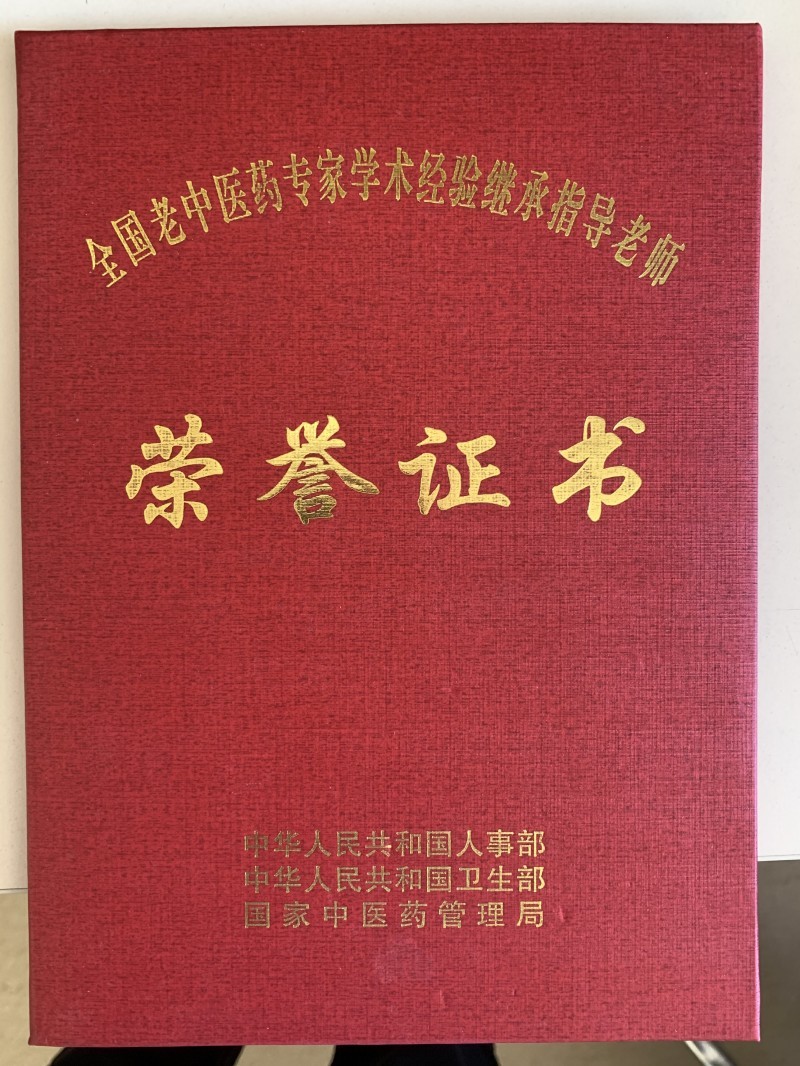 全国老中医药专家学术经验继承指导老师
荣誉证书
中华人民共和国人事部
中华人民共和国卫生部
国家中医药管理局